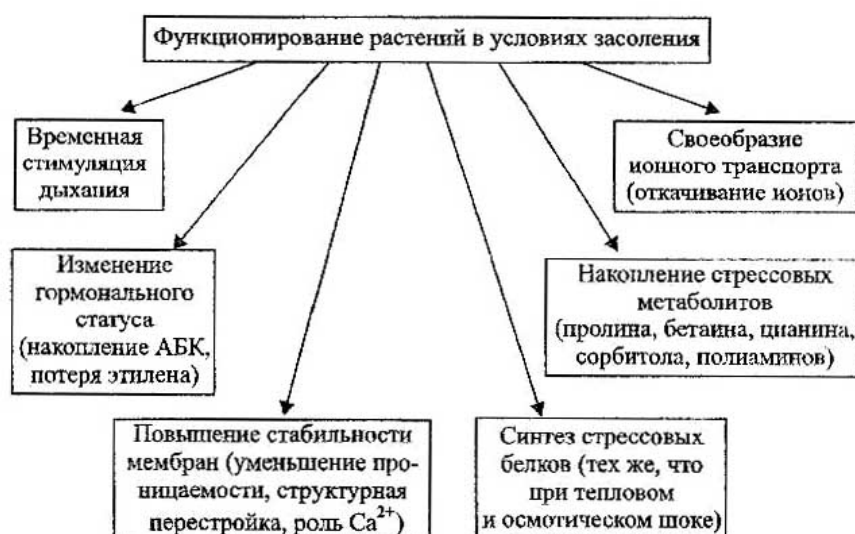 Функционирование растений в условиях засоления
Временная
стимуляция
дыхания
Своеобразие
ионного транспорта
(откачивание ионов)
Изменение
гормонального
статуса
(накопление АБК,
потеря этилена)
Накопление стрессовых
метаболитов
(пролина, бетаина, цианина,
сорбитола, полиаминов)
Повышение стабильности
мембран (уменьшение про-
ницаемости, структурная
перестройка, роль Ca²⁺)
Синтез стрессовых
белков (тех же, что
при тепловом
и осмотическом шоке)